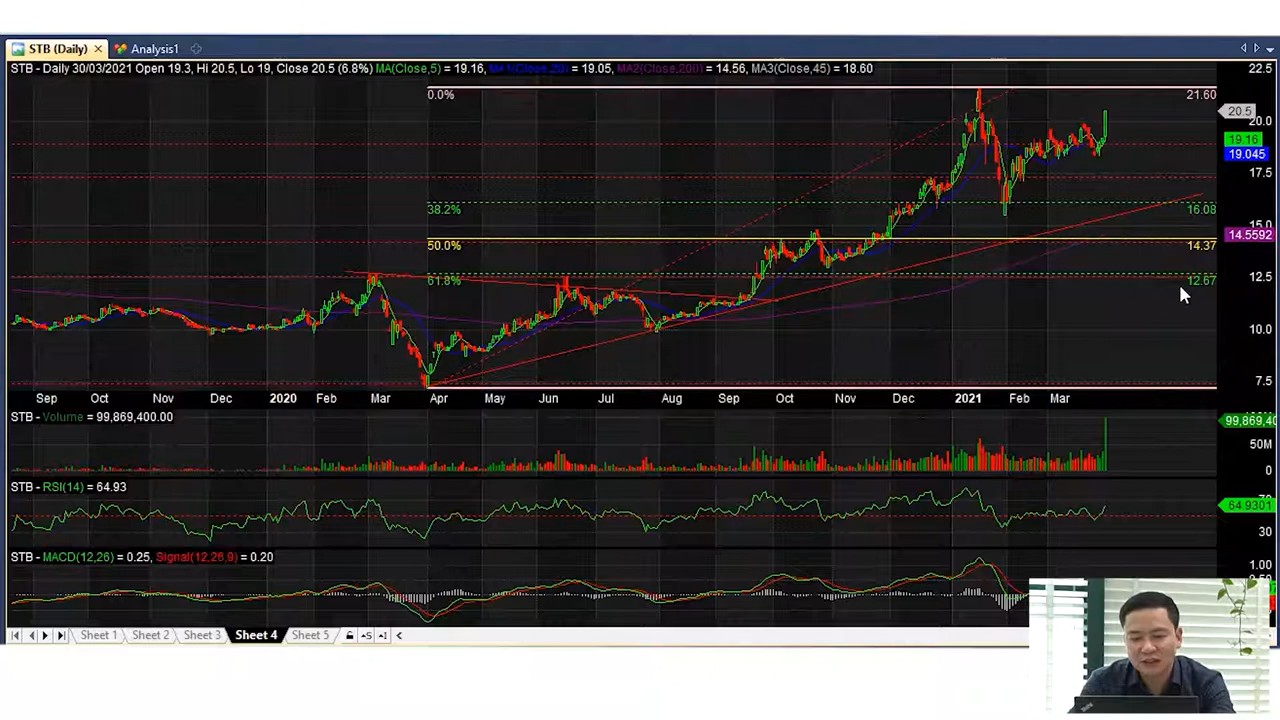 STB (Daily) Analysis1
STB - Daily 30/03/2021 Open 19.3, Hi 20.5, Lo 19, Close 20.5 (6.8%) MA(Close,5) = 19.16, = 19.05, MA2(Close,200) = 14.56, MA3(Close,45) = 18.60
22.5
0.0% 21.60
20.5
20.0
19.16
19.045
17.5
38.2% 16.08
15.0
14.5592
50.0% 14.37
12.5
61.8% 12.67
10.0
7.5
Sep Oct Nov Dec 2020 Feb Mar Apr May Jun Jul Aug Sep Oct Nov Dec 2021 Feb Mar
STB - Volume = 99,869,400.00
99,869,40
50M
0
STB - RSI(14) = 64.93
64.9301
30
STB - MACD(12,26) = 0.25, Signal(12,26,9) = 0.20
1.00
Sheet 1 Sheet 2 Sheet 3 Sheet 4 Sheet 5